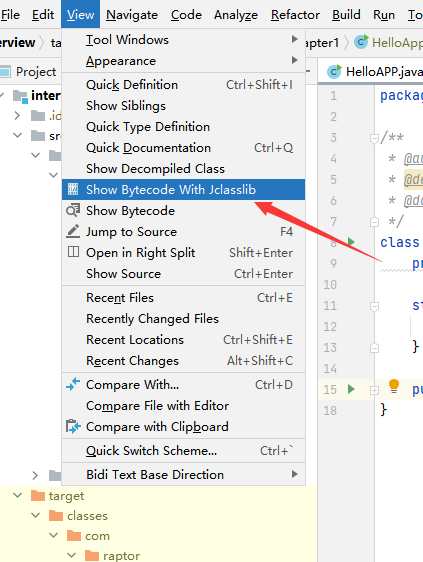 File Edit View Navigate Code Analyze Refactor Build Run
erview ta apter1 HelloApp
Project
HelloAPP.java
Tool Windows
Appearance
Quick Definition Ctrl+Shift+I
Show Siblings
Quick Type Definition
Quick Documentation Ctrl+Q
Show Decompiled Class
Show Bytecode With Jclasslib
Show Bytecode
Jump to Source F4
Open in Right Split Shift+Enter
Show Source Ctrl+Enter
Recent Files Ctrl+E
Recently Changed Files
Recent Locations Ctrl+Shift+E
Recent Changes Alt+Shift+C
Compare With... Ctrl+D
Compare File with Editor
Compare with Clipboard
Quick Switch Scheme... Ctrl+`
Bidi Text Base Direction
inter
.id
sr
target
classes
com
raptor
1 packag
2
3 /**
4 * @au
5 * @de
6 * @da
7 */
8 class
9 pr
10
11 st
12
13 }
14
15 pu
18 }